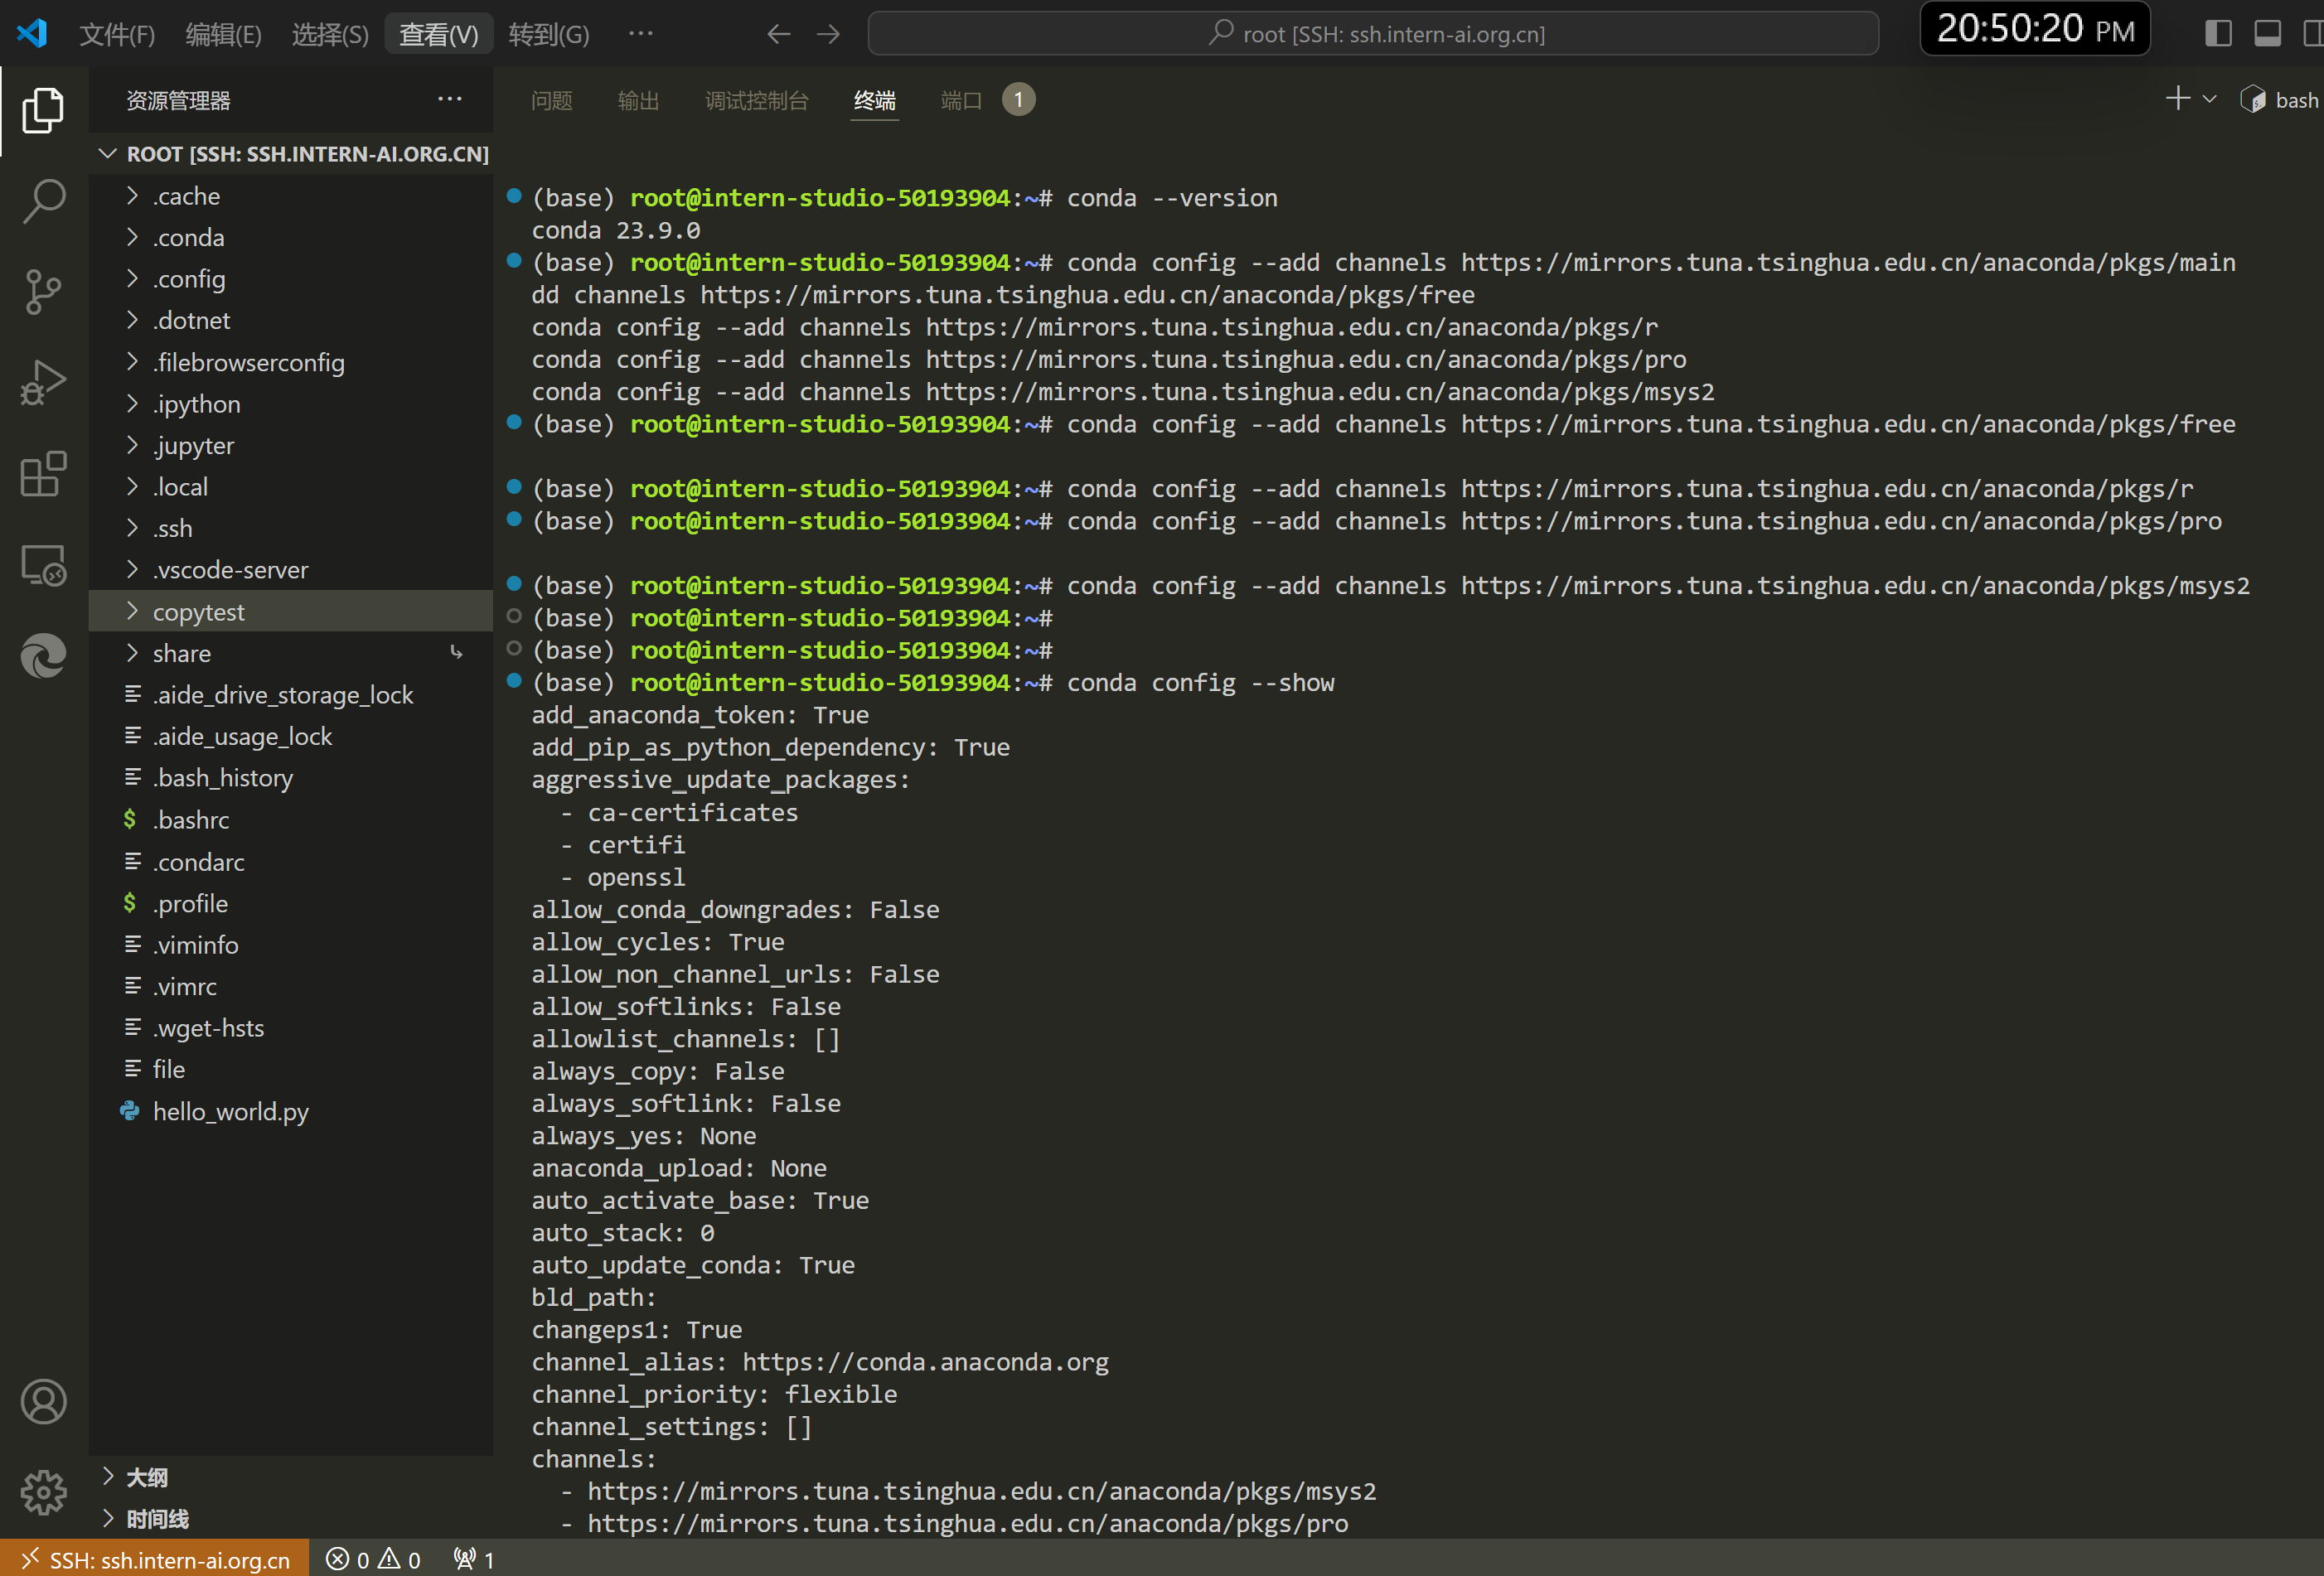 文件(F) 编辑(E) 选择(S) 查看(V) 转到(G) ··· root [SSH: ssh.intern-ai.org.cn] 20:50:20 PM
资源管理器 ···
ROOT [SSH: SSH.INTERN-AI.ORG.CN]
.cache
.conda
.config
.dotnet
.filebrowserconfig
.ipython
.jupyter
.local
.ssh
.vscode-server
copytest
share
.aide_drive_storage_lock
.aide_usage_lock
.bash_history
$ .bashrc
.condarc
$ .profile
.viminfo
.vimrc
.wget-hsts
file
hello_world.py
大纲
时间线
问题 输出 调试控制台 终端 端口 1 bash
(base) root@intern-studio-50193904:~# conda --version
conda 23.9.0
(base) root@intern-studio-50193904:~# conda config --add channels https://mirrors.tuna.tsinghua.edu.cn/anaconda/pkgs/main
dd channels https://mirrors.tuna.tsinghua.edu.cn/anaconda/pkgs/free
conda config --add channels https://mirrors.tuna.tsinghua.edu.cn/anaconda/pkgs/r
conda config --add channels https://mirrors.tuna.tsinghua.edu.cn/anaconda/pkgs/pro
conda config --add channels https://mirrors.tuna.tsinghua.edu.cn/anaconda/pkgs/msys2
(base) root@intern-studio-50193904:~# conda config --add channels https://mirrors.tuna.tsinghua.edu.cn/anaconda/pkgs/free
(base) root@intern-studio-50193904:~# conda config --add channels https://mirrors.tuna.tsinghua.edu.cn/anaconda/pkgs/r
(base) root@intern-studio-50193904:~# conda config --add channels https://mirrors.tuna.tsinghua.edu.cn/anaconda/pkgs/pro
(base) root@intern-studio-50193904:~# conda config --add channels https://mirrors.tuna.tsinghua.edu.cn/anaconda/pkgs/msys2
(base) root@intern-studio-50193904:~#
(base) root@intern-studio-50193904:~#
(base) root@intern-studio-50193904:~# conda config --show
add_anaconda_token: True
add_pip_as_python_dependency: True
aggressive_update_packages:
  - ca-certificates
  - certifi
  - openssl
allow_conda_downgrades: False
allow_cycles: True
allow_non_channel_urls: False
allow_softlinks: False
allowlist_channels: []
always_copy: False
always_softlink: False
always_yes: None
anaconda_upload: None
auto_activate_base: True
auto_stack: 0
auto_update_conda: True
bld_path:
changeps1: True
channel_alias: https://conda.anaconda.org
channel_priority: flexible
channel_settings: []
channels:
  - https://mirrors.tuna.tsinghua.edu.cn/anaconda/pkgs/msys2
  - https://mirrors.tuna.tsinghua.edu.cn/anaconda/pkgs/pro
SSH: ssh.intern-ai.org.cn 0 0 1